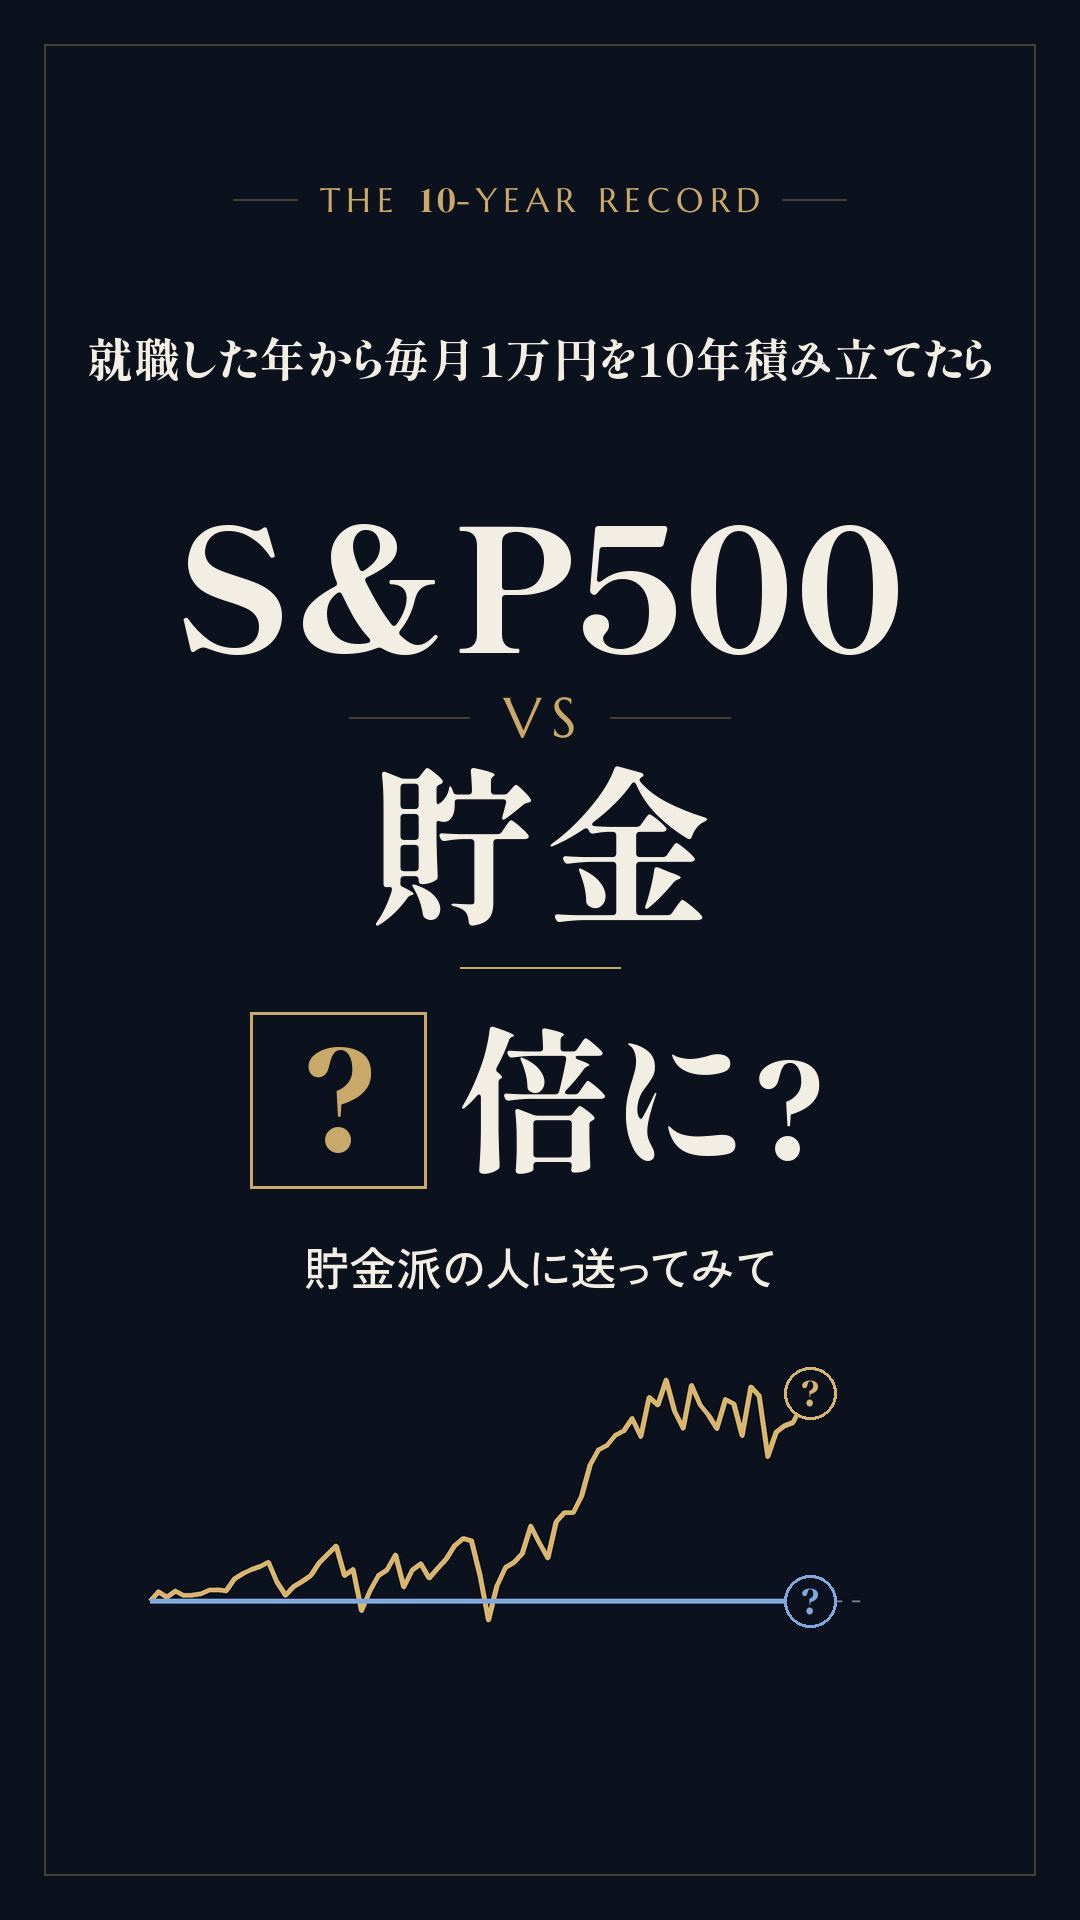 THE 10-YEAR RECORD
就職した年から毎月1万円を10年積み立てたら
S&P500
VS
貯金
? 倍に?
貯金派の人に送ってみて
?
?